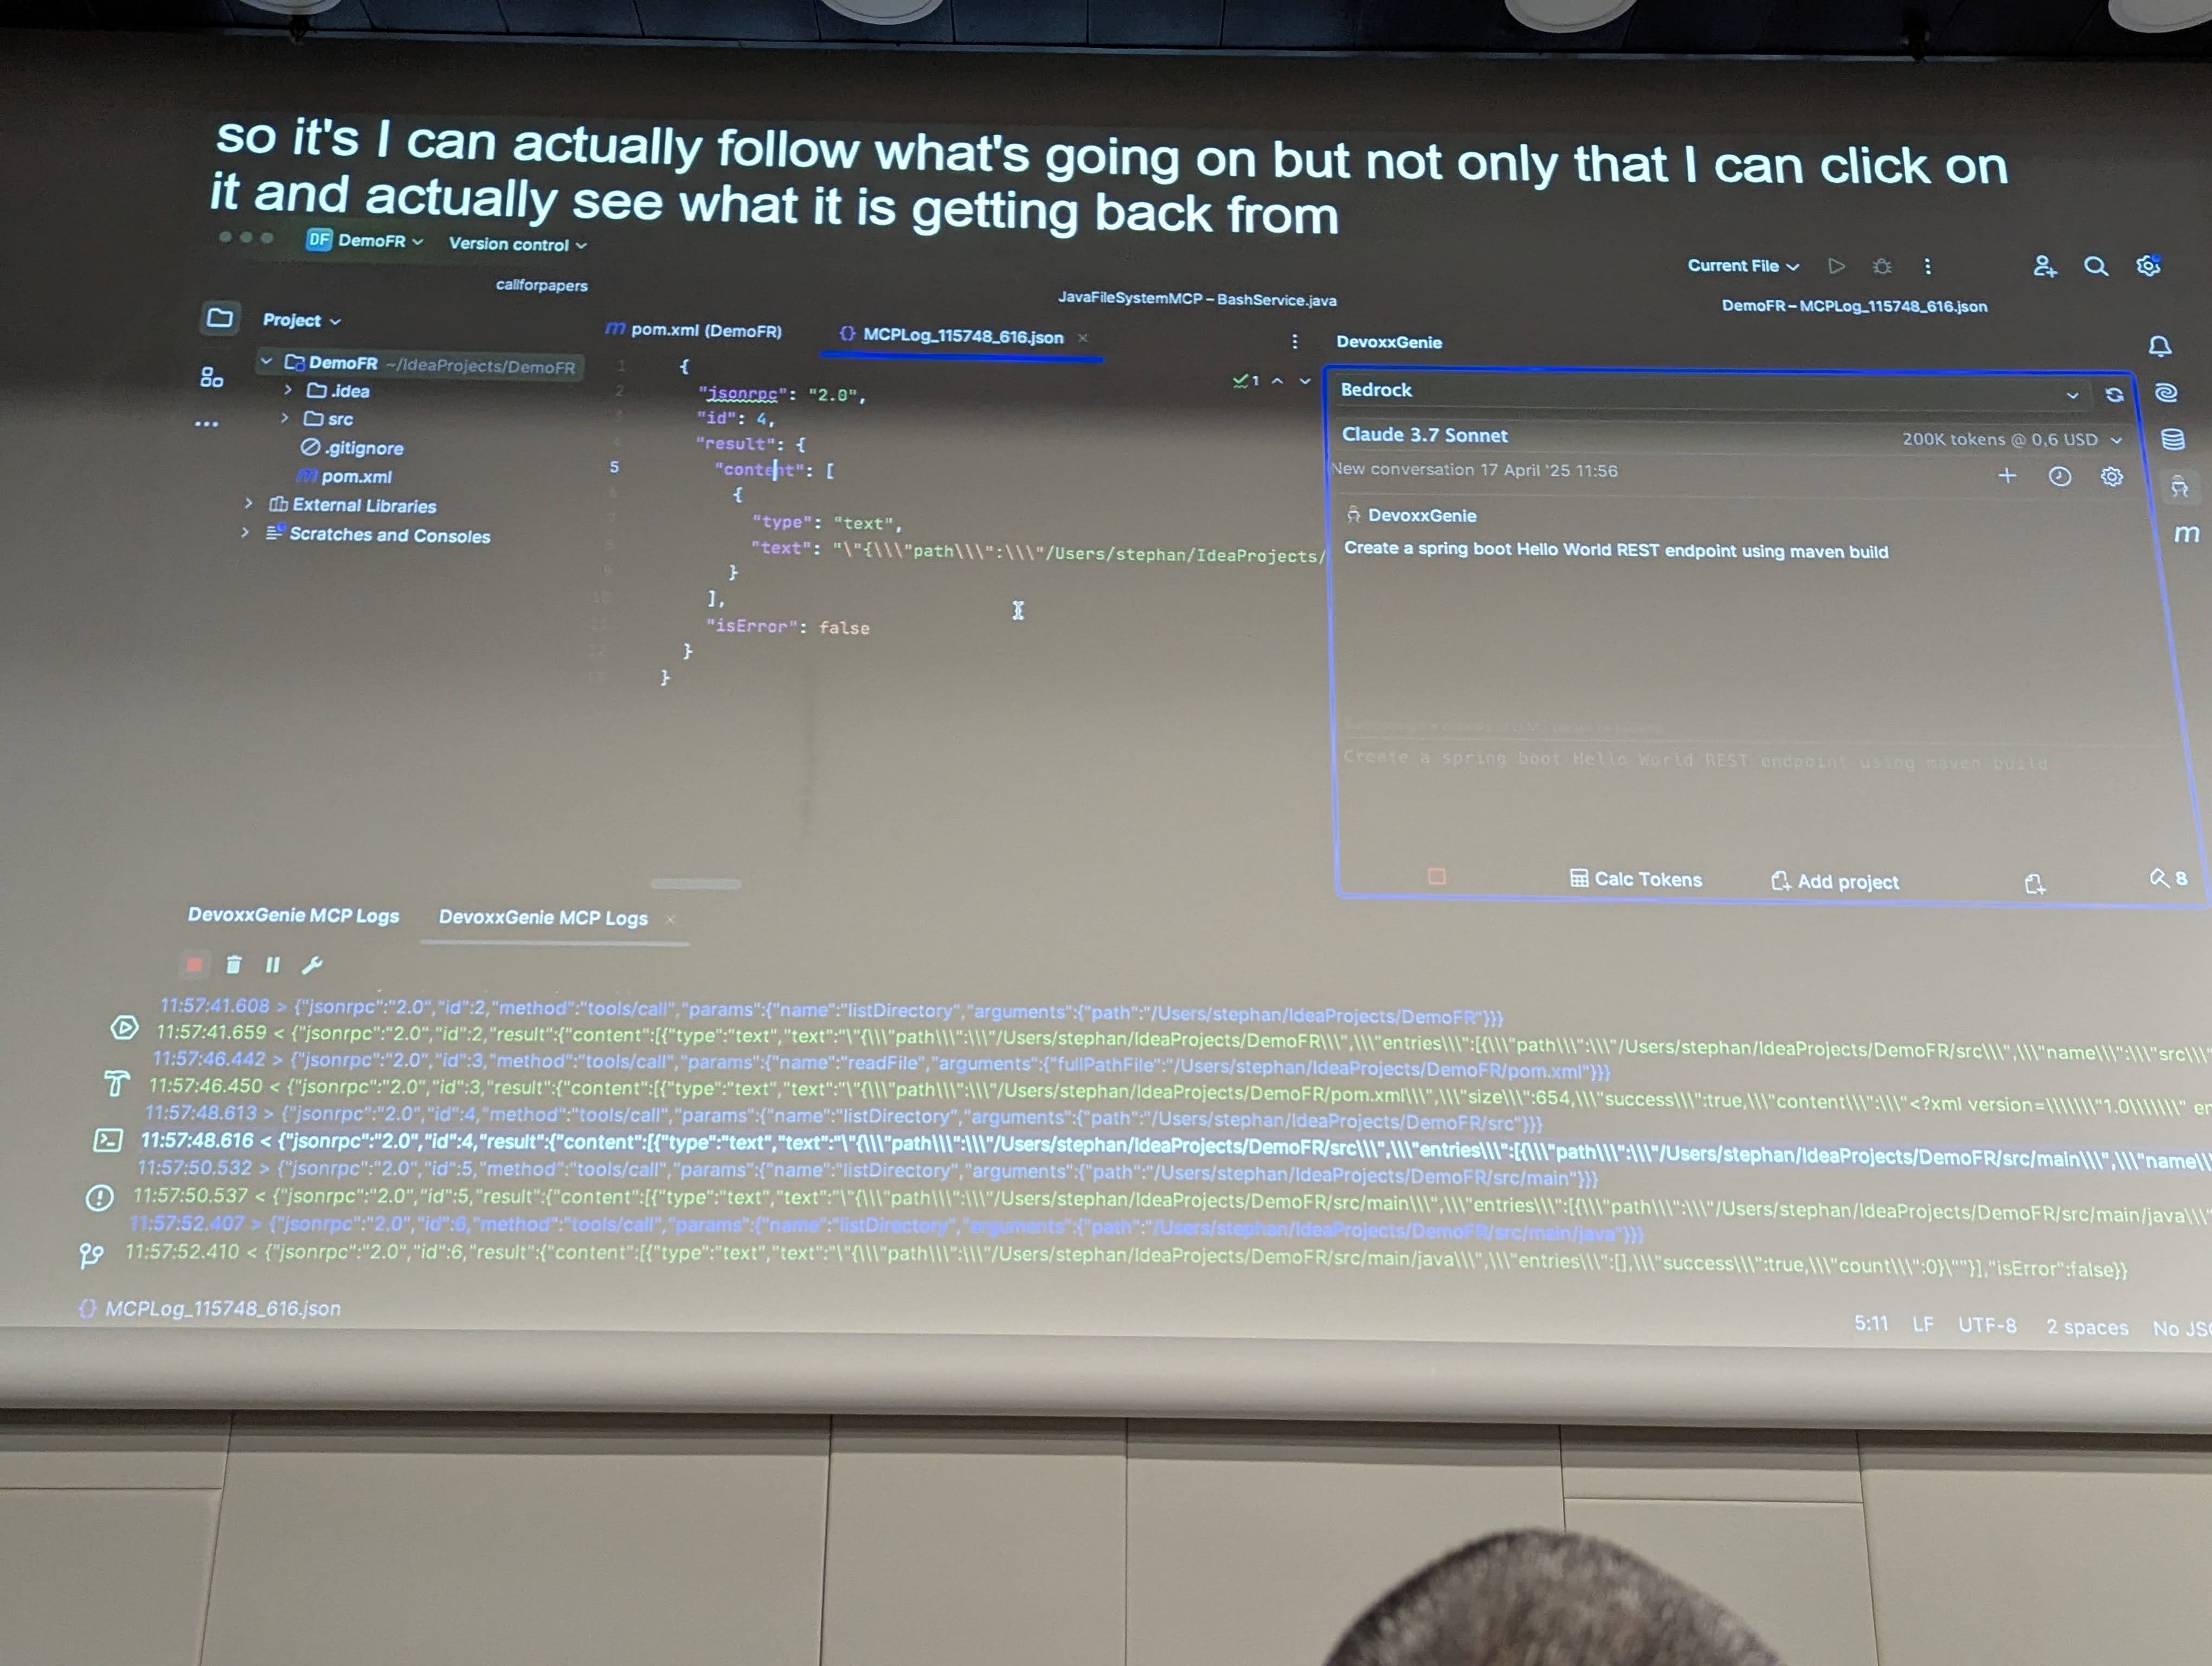 so it's I can actually follow what's going on but not only that I can click on
it and actually see what it is getting back from
DF DemoFR Version control
Current File
callforpapers
JavaFileSystemMCP – BashService.java
DemoFR – MCPLog_115748_616.json
Project
DemoFR ~/IdeaProjects/DemoFR
.idea
src
.gitignore
m pom.xml
External Libraries
Scratches and Consoles
m pom.xml (DemoFR)
{} MCPLog_115748_616.json
1
1 {
2 "jsonrpc": "2.0",
"id": 4,
"result": {
5 "content": [
{
"type": "text",
"text": "\"{\\\"path\\\":\\\"/Users/stephan/IdeaProjects/
}
],
"isError": false
}
}
DevoxxGenie
Bedrock
Claude 3.7 Sonnet 200K tokens @ 0,6 USD
New conversation 17 April '25 11:56
DevoxxGenie
Create a spring boot Hello World REST endpoint using maven build
Create a spring boot Hello World REST endpoint using maven build
Calc Tokens Add project 8
m
DevoxxGenie MCP Logs DevoxxGenie MCP Logs
11:57:41.608 > {"jsonrpc":"2.0","id":2,"method":"tools/call","params":{"name":"listDirectory","arguments":{"path":"/Users/stephan/IdeaProjects/DemoFR"}}}
11:57:41.659 < {"jsonrpc":"2.0","id":2,"result":{"content":[{"type":"text","text":"\"{\\\"path\\\":\\\"/Users/stephan/IdeaProjects/DemoFR\\\",\\\"entries\\\":[{\\\"path\\\":\\\"/Users/stephan/IdeaProjects/DemoFR/src\\\",\\\"name\\\":\\\"src\\\"
11:57:46.442 > {"jsonrpc":"2.0","id":3,"method":"tools/call","params":{"name":"readFile","arguments":{"fullPathFile":"/Users/stephan/IdeaProjects/DemoFR/pom.xml"}}}
11:57:46.450 < {"jsonrpc":"2.0","id":3,"result":{"content":[{"type":"text","text":"\"{\\\"path\\\":\\\"/Users/stephan/IdeaProjects/DemoFR/pom.xml\\\",\\\"size\\\":654,\\\"success\\\":true,\\\"content\\\":\\\"<?xml version=\\\\\\\"1.0\\\\\\\" en
11:57:48.613 > {"jsonrpc":"2.0","id":4,"method":"tools/call","params":{"name":"listDirectory","arguments":{"path":"/Users/stephan/IdeaProjects/DemoFR/src"}}}
11:57:48.616 < {"jsonrpc":"2.0","id":4,"result":{"content":[{"type":"text","text":"\"{\\\"path\\\":\\\"/Users/stephan/IdeaProjects/DemoFR/src\\\",\\\"entries\\\":[{\\\"path\\\":\\\"/Users/stephan/IdeaProjects/DemoFR/src/main\\\",\\\"name\\
11:57:50.532 > {"jsonrpc":"2.0","id":5,"method":"tools/call","params":{"name":"listDirectory","arguments":{"path":"/Users/stephan/IdeaProjects/DemoFR/src/main"}}}
11:57:50.537 < {"jsonrpc":"2.0","id":5,"result":{"content":[{"type":"text","text":"\"{\\\"path\\\":\\\"/Users/stephan/IdeaProjects/DemoFR/src/main\\\",\\\"entries\\\":[{\\\"path\\\":\\\"/Users/stephan/IdeaProjects/DemoFR/src/main/java\\\"
11:57:52.407 > {"jsonrpc":"2.0","id":6,"method":"tools/call","params":{"name":"listDirectory","arguments":{"path":"/Users/stephan/IdeaProjects/DemoFR/src/main/java"}}}
11:57:52.410 < {"jsonrpc":"2.0","id":6,"result":{"content":[{"type":"text","text":"\"{\\\"path\\\":\\\"/Users/stephan/IdeaProjects/DemoFR/src/main/java\\\",\\\"entries\\\":[],\\\"success\\\":true,\\\"count\\\":0}\""}],"isError":false}}
{} MCPLog_115748_616.json
5:11 LF UTF-8 2 spaces No JS